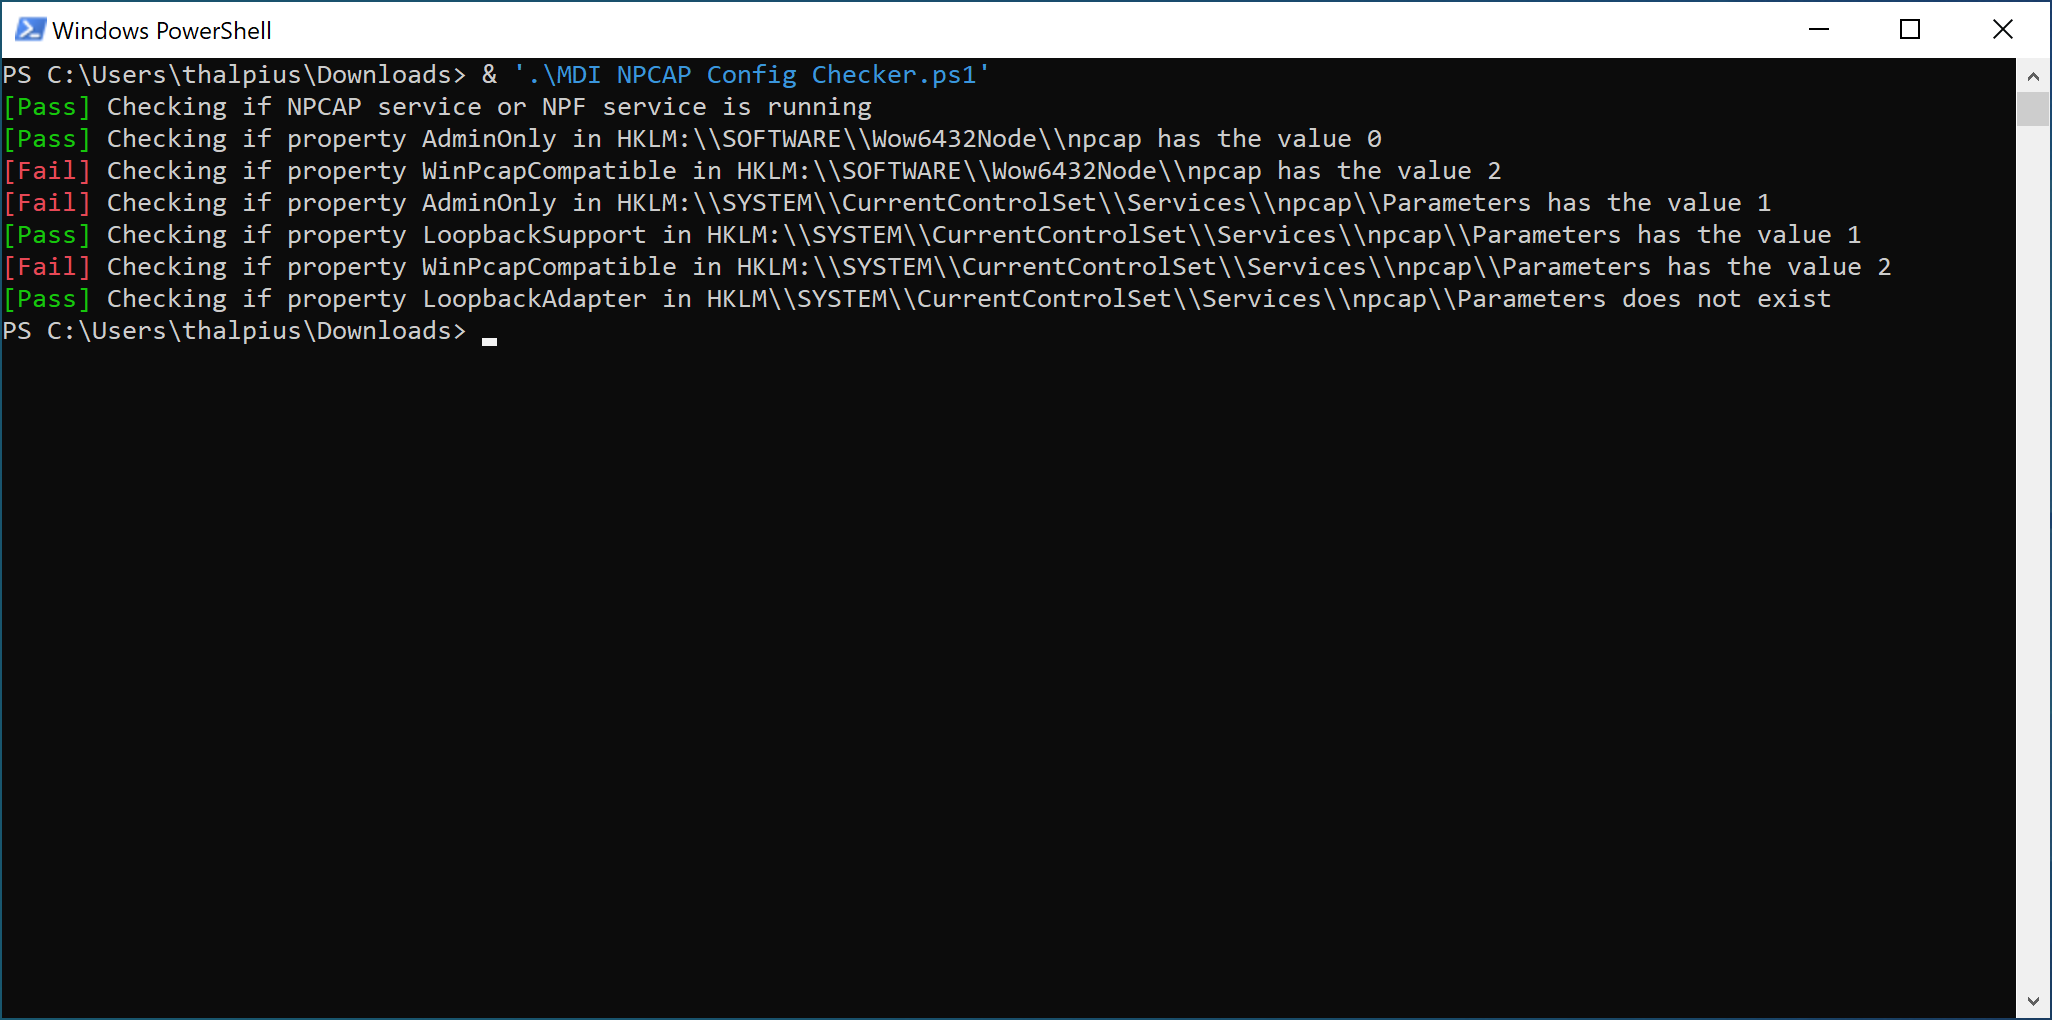 Windows PowerShell
PS C:\Users\thalpius\Downloads> & '.\MDI NPCAP Config Checker.ps1'
[Pass] Checking if NPCAP service or NPF service is running
[Pass] Checking if property AdminOnly in HKLM:\\SOFTWARE\\Wow6432Node\\npcap has the value 0
[Fail] Checking if property WinPcapCompatible in HKLM:\\SOFTWARE\\Wow6432Node\\npcap has the value 2
[Fail] Checking if property AdminOnly in HKLM:\\SYSTEM\\CurrentControlSet\\Services\\npcap\\Parameters has the value 1
[Pass] Checking if property LoopbackSupport in HKLM:\\SYSTEM\\CurrentControlSet\\Services\\npcap\\Parameters has the value 1
[Fail] Checking if property WinPcapCompatible in HKLM:\\SYSTEM\\CurrentControlSet\\Services\\npcap\\Parameters has the value 2
[Pass] Checking if property LoopbackAdapter in HKLM\\SYSTEM\\CurrentControlSet\\Services\\npcap\\Parameters does not exist
PS C:\Users\thalpius\Downloads>